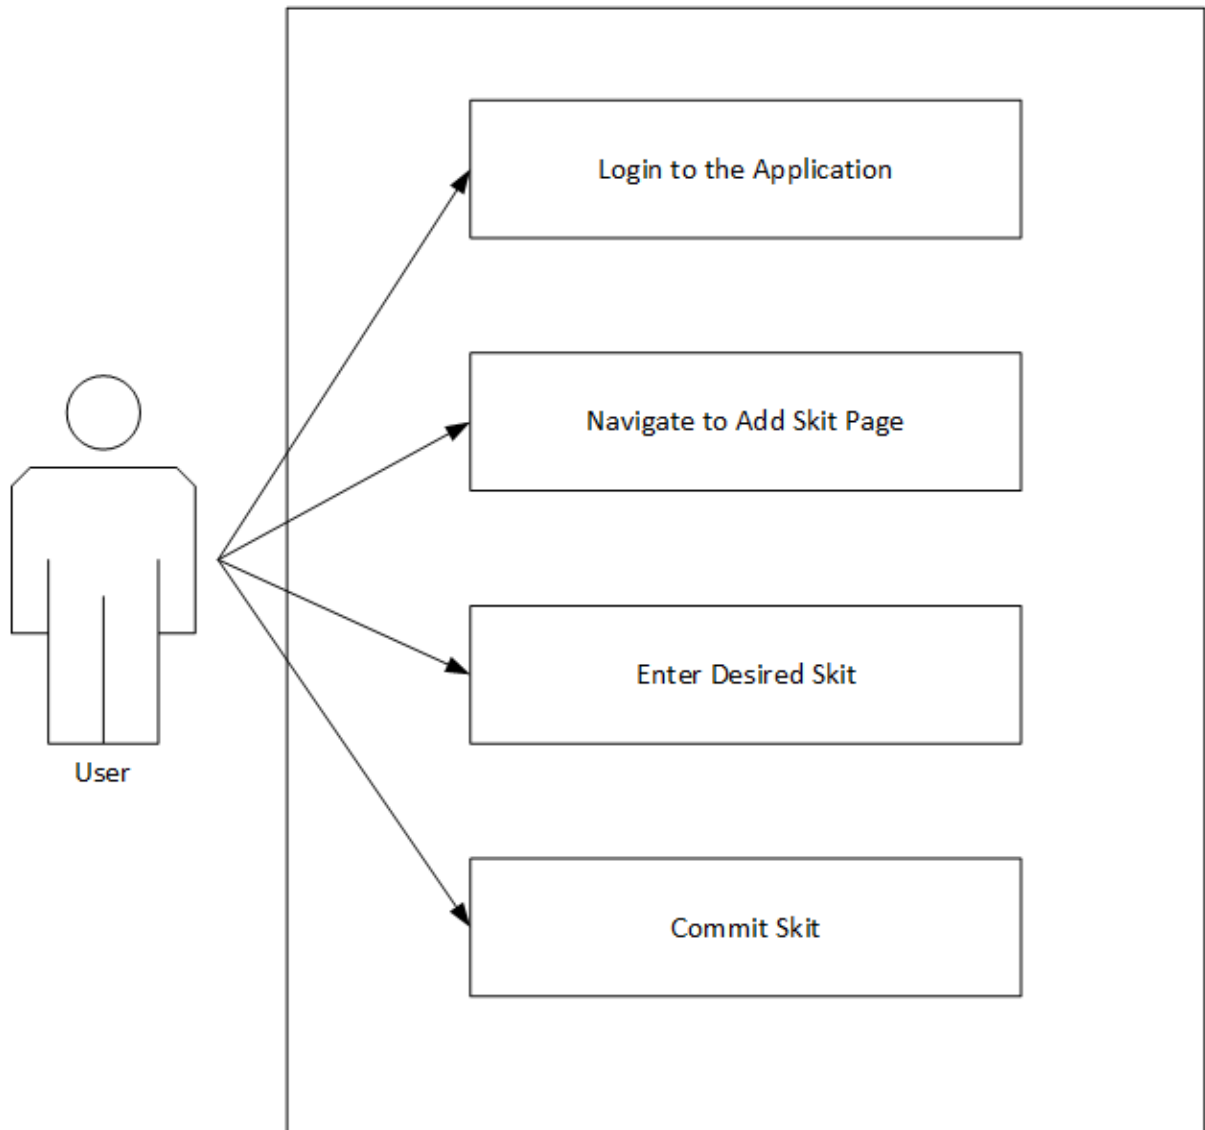 Login to the Application
Navigate to Add Skit Page
Enter Desired Skit
User
Commit Skit